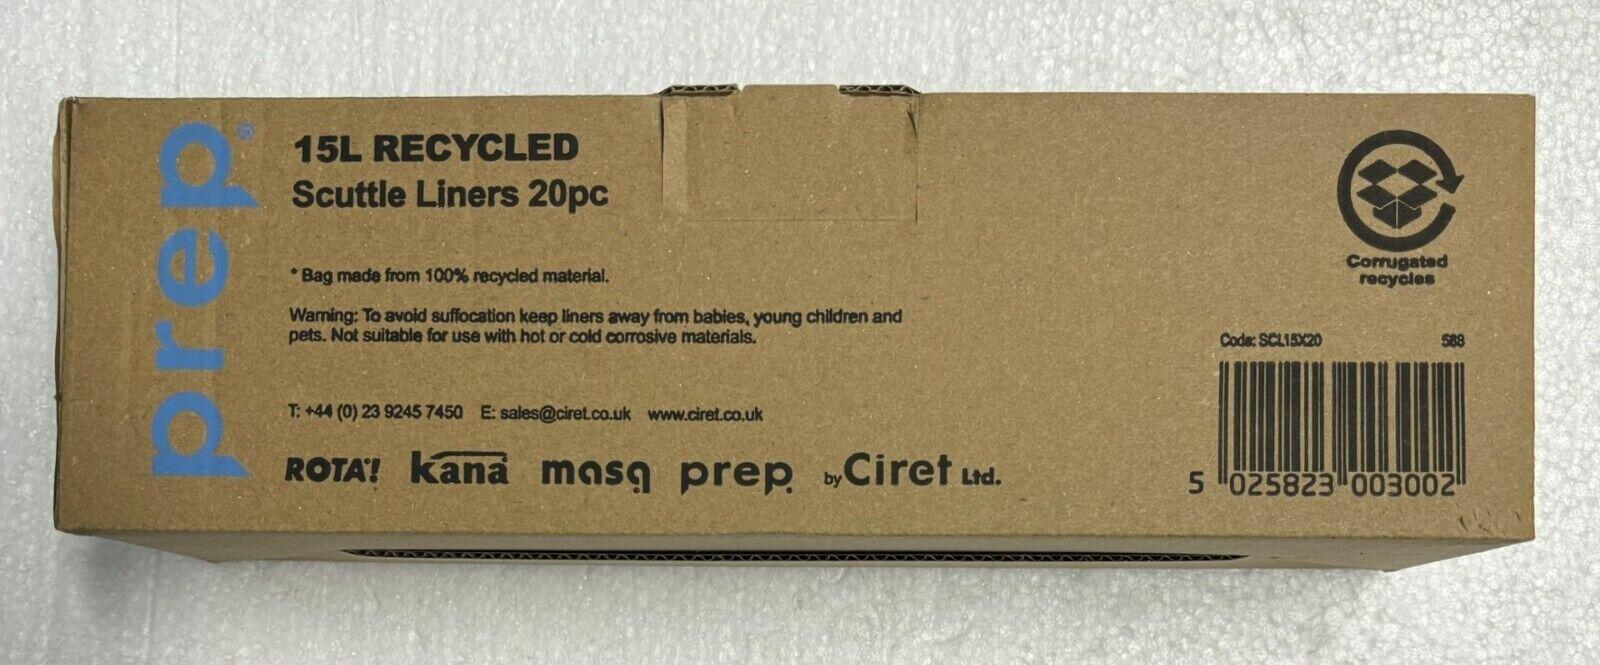 prep®
15L RECYCLED
Scuttle Liners 20pc
* Bag made from 100% recycled material.
Warning: To avoid suffocation keep liners away from babies, young children and
pets. Not suitable for use with hot or cold corrosive materials.
T: +44 (0) 23 9245 7450 E: sales@ciret.co.uk www.ciret.co.uk
ROTA! kana masq prep. by Ciret Ltd.
Corrugated
recycles
Code: SCL15X20 588
5 025823 003002